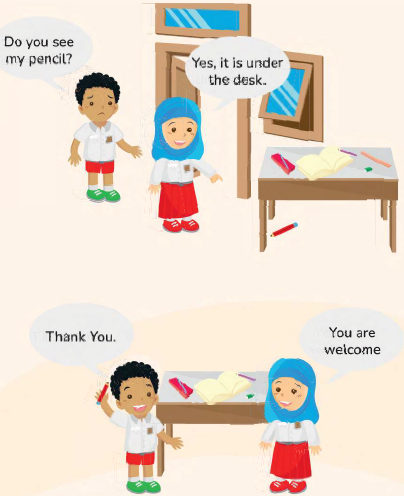 Do you see
my pencil?
Yes, it is under
the desk.
Thank You.
You are
welcome